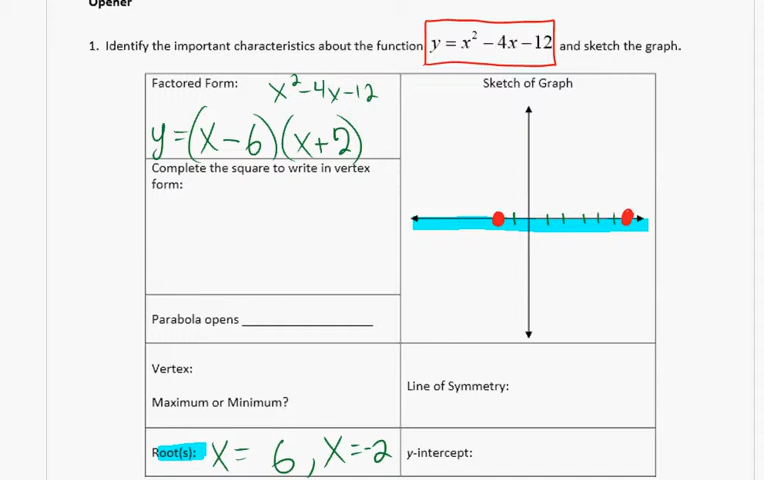 Opener
1. Identify the important characteristics about the function y = x² − 4x − 12 and sketch the graph.
Factored Form: x²-4x-12
y=(x-6)(x+2)
Complete the square to write in vertex
form:
Parabola opens ____________________
Vertex:
Maximum or Minimum?
Root(s): x= 6, x=-2
Sketch of Graph
Line of Symmetry:
y-intercept: